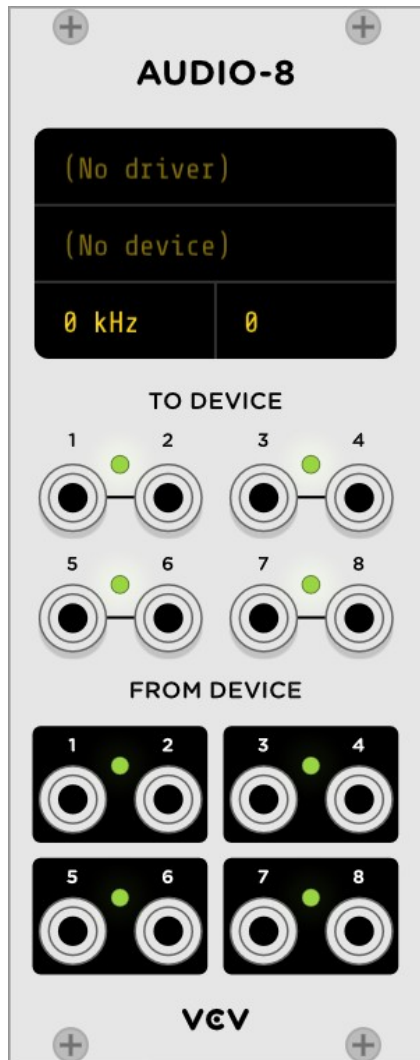 AUDIO-8
(No driver)
(No device)
0 kHz 0
TO DEVICE
1 2 3 4
5 6 7 8
FROM DEVICE
1 2 3 4
5 6 7 8
VCV